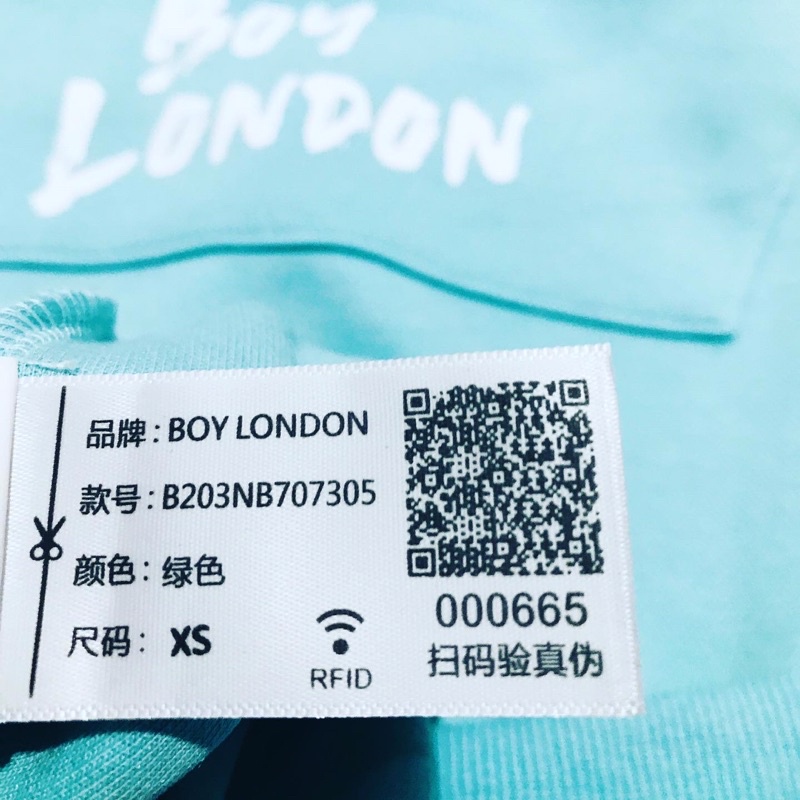 Boy
LONDON
品牌：BOY LONDON
款号：B203NB707305
颜色：绿色
尺码：XS
RFID
000665
扫码验真伪